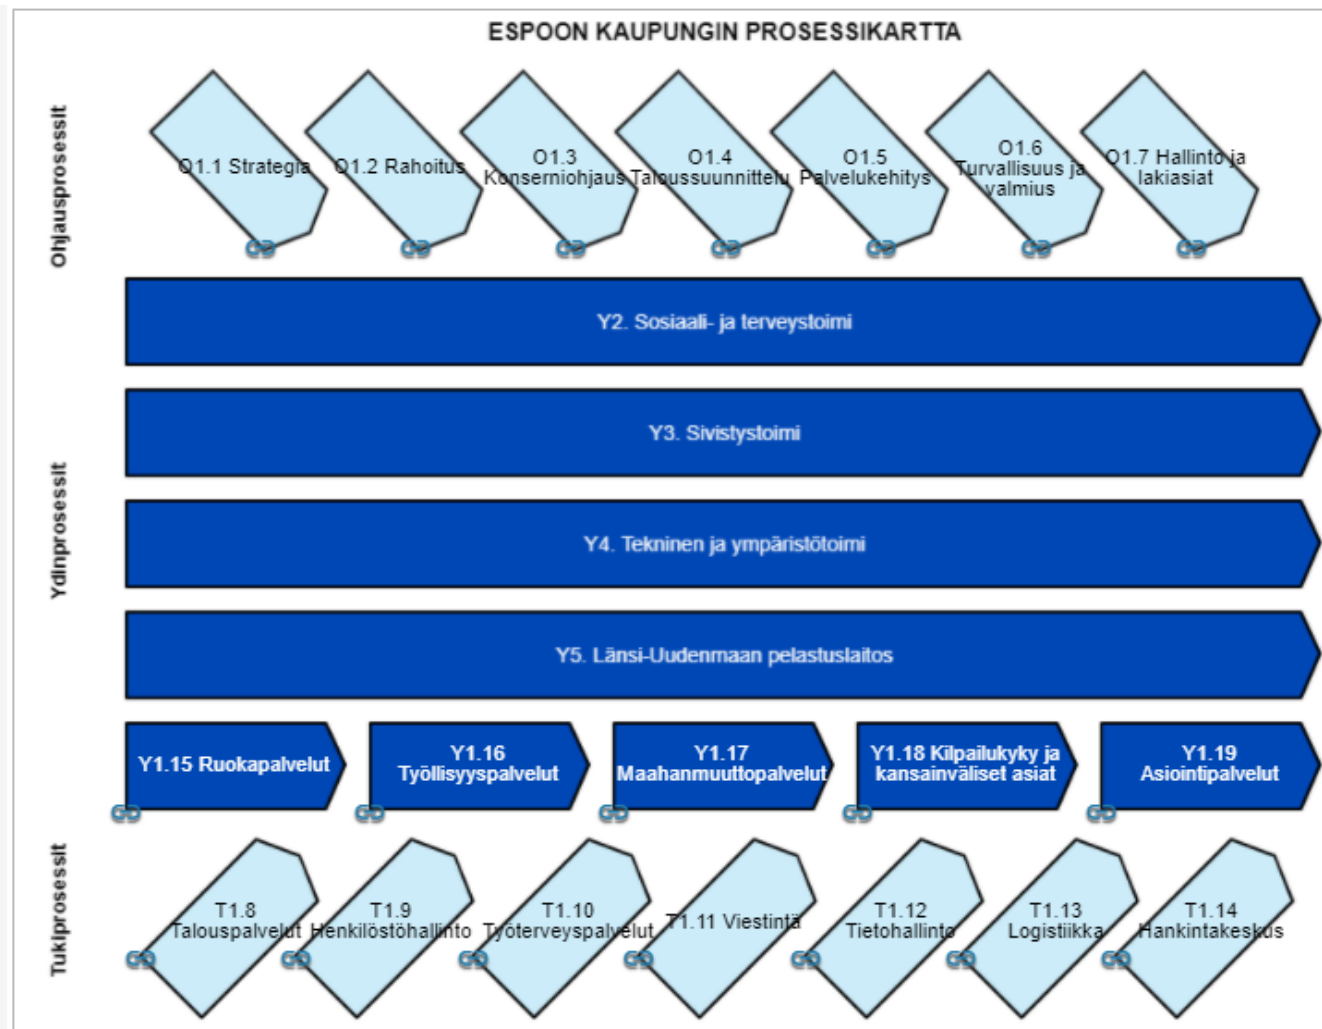 ESPOON KAUPUNGIN PROSESSIKARTTA
Ohjausprosessit
O1.1 Strategia
O1.2 Rahoitus
O1.3
Konserniohjaus
O1.4
Taloussuunnittelu
O1.5
Palvelukehitys
O1.6
Turvallisuus ja
valmius
O1.7 Hallinto ja
lakiasiat
Ydinprosessit
Y2. Sosiaali- ja terveystoimi
Y3. Sivistystoimi
Y4. Tekninen ja ympäristötoimi
Y5. Länsi-Uudenmaan pelastuslaitos
Y1.15 Ruokapalvelut
Y1.16
Työllisyyspalvelut
Y1.17
Maahanmuuttopalvelut
Y1.18 Kilpailukyky ja
kansainväliset asiat
Y1.19
Asiointipalvelut
Tukiprosessit
T1.8
Talouspalvelut
T1.9
Henkilöstöhallinto
T1.10
Työterveyspalvelut
T1.11 Viestintä
T1.12
Tietohallinto
T1.13
Logistiikka
T1.14
Hankintakeskus